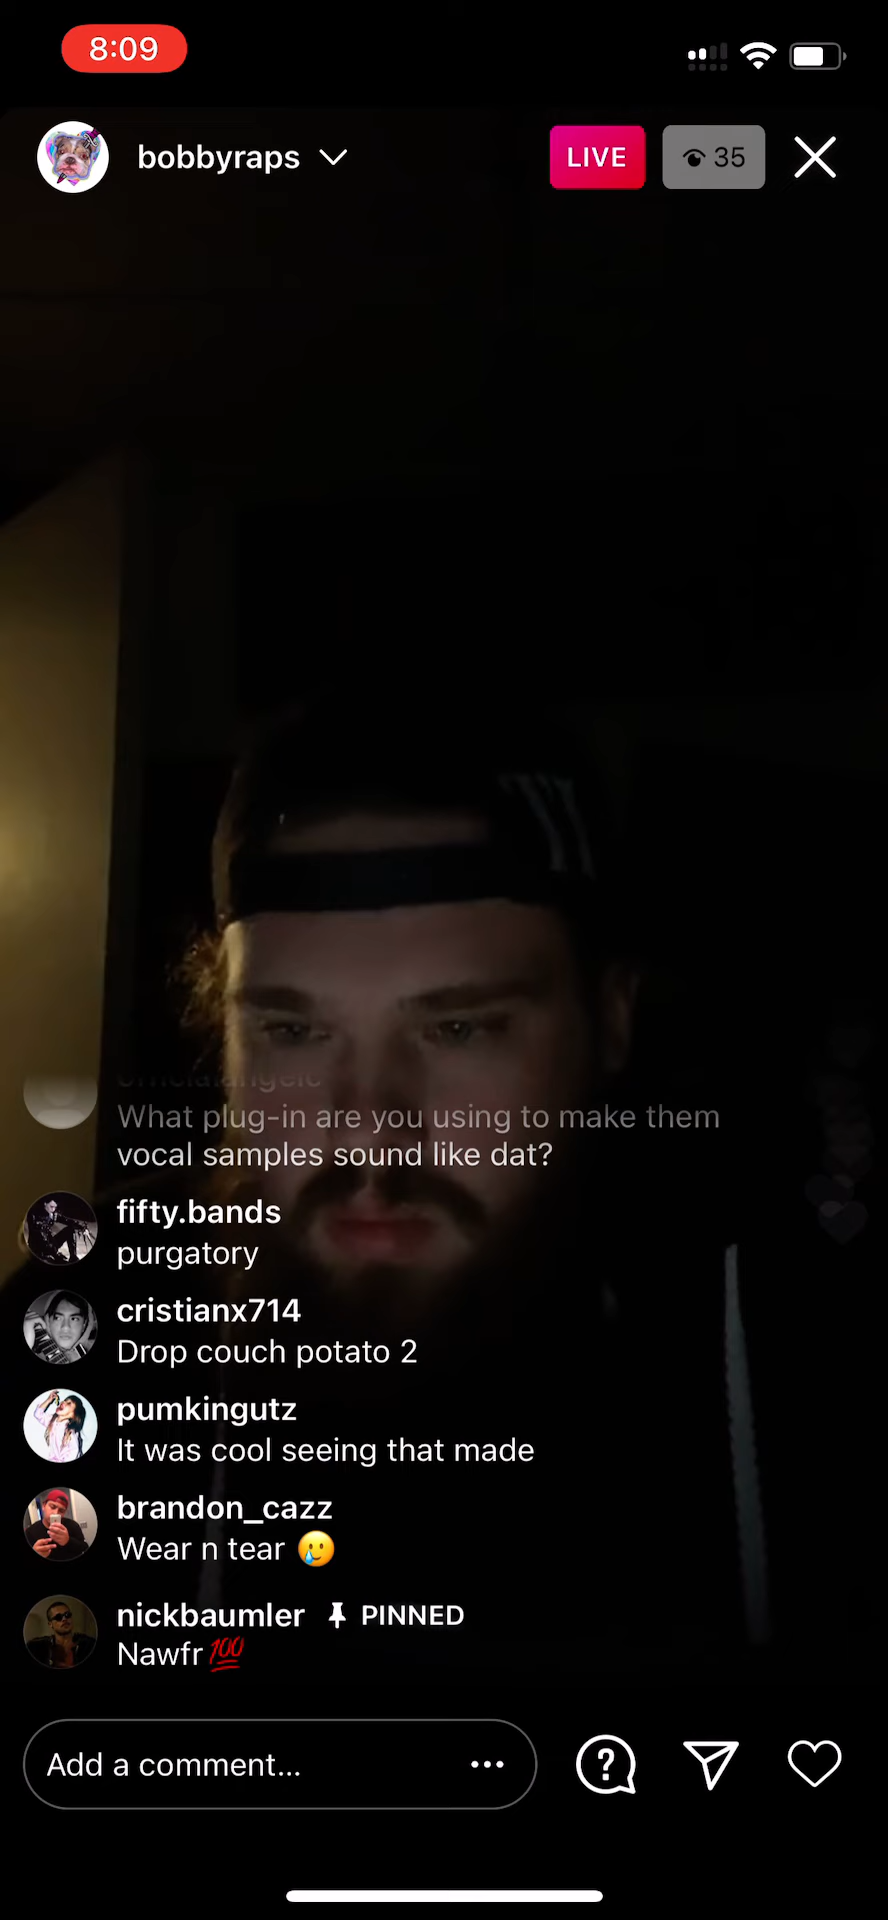 8:09
bobbyraps
LIVE
35
What plug-in are you using to make them
vocal samples sound like dat?
fifty.bands
purgatory
cristianx714
Drop couch potato 2
pumkingutz
It was cool seeing that made
brandon_cazz
Wear n tear 🥲
nickbaumler PINNED
Nawfr💯
Add a comment...